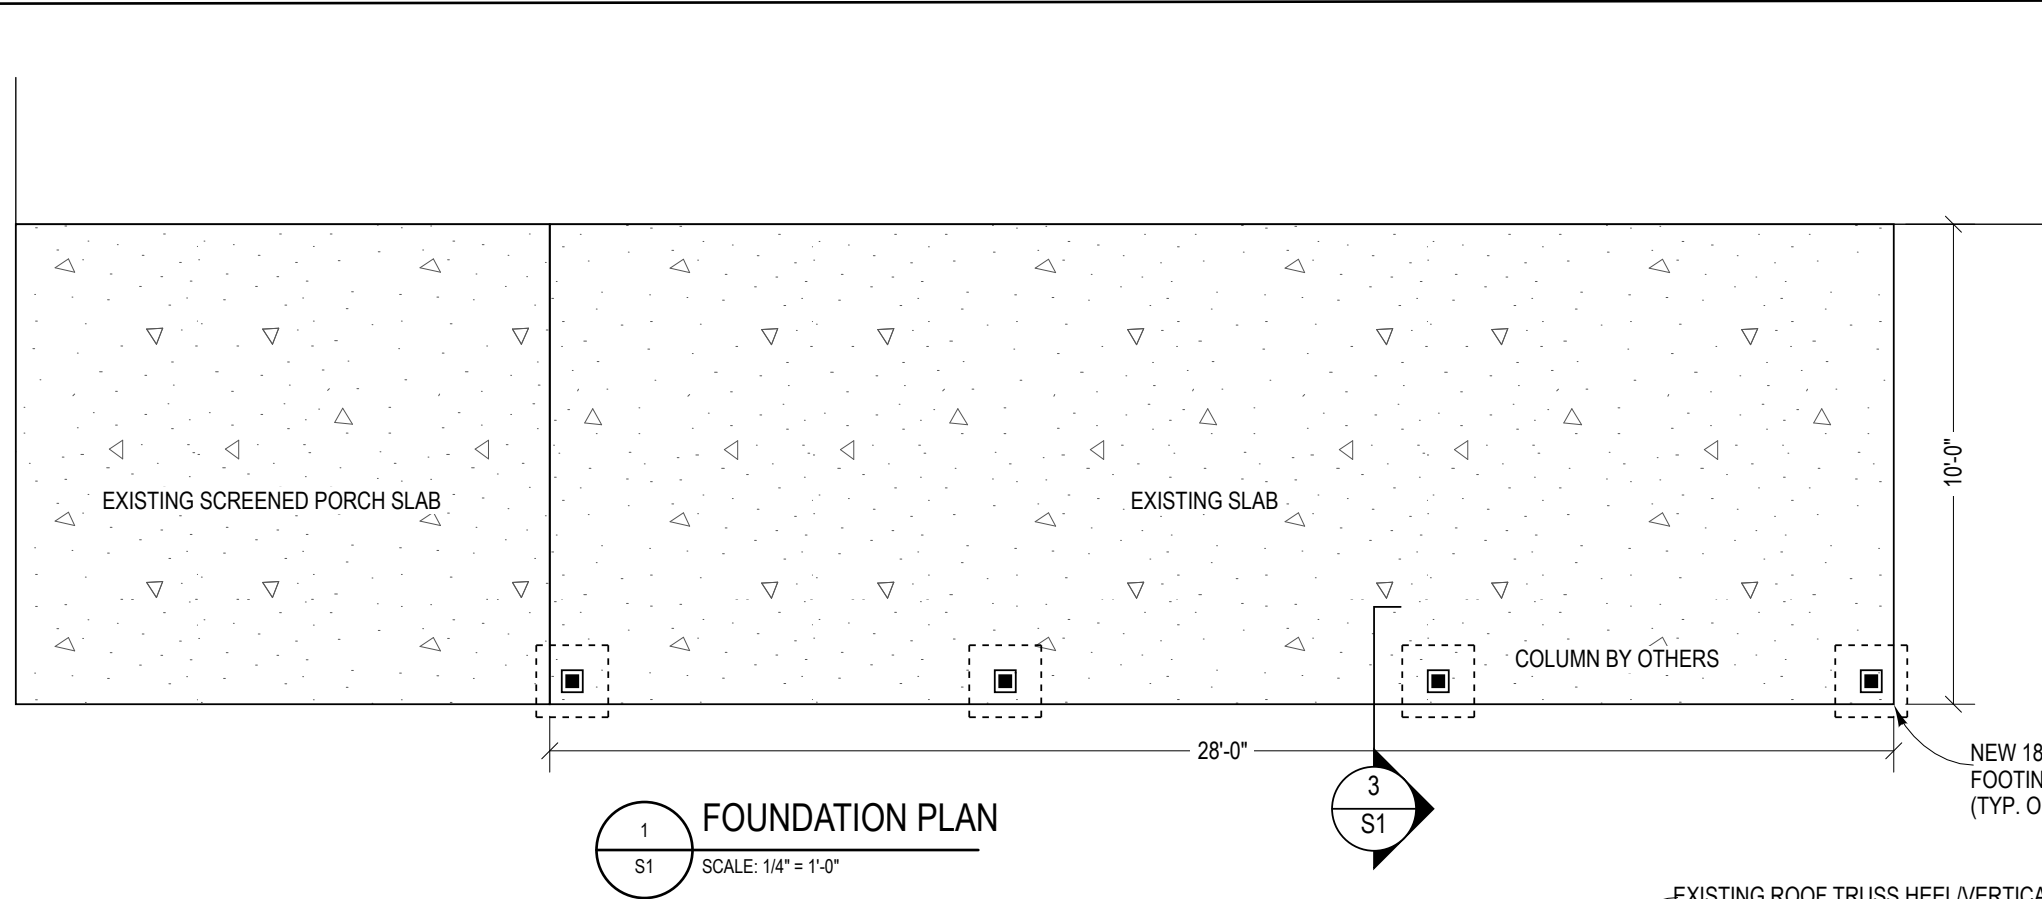 EXISTING SCREENED PORCH SLAB
EXISTING SLAB
10'-0"
COLUMN BY OTHERS
28'-0"
NEW 18
FOOTIN
(TYP. O
3
S1
1
S1
FOUNDATION PLAN
SCALE: 1/4" = 1'-0"
EXISTING ROOF TRUSS HEEL/VERTICA